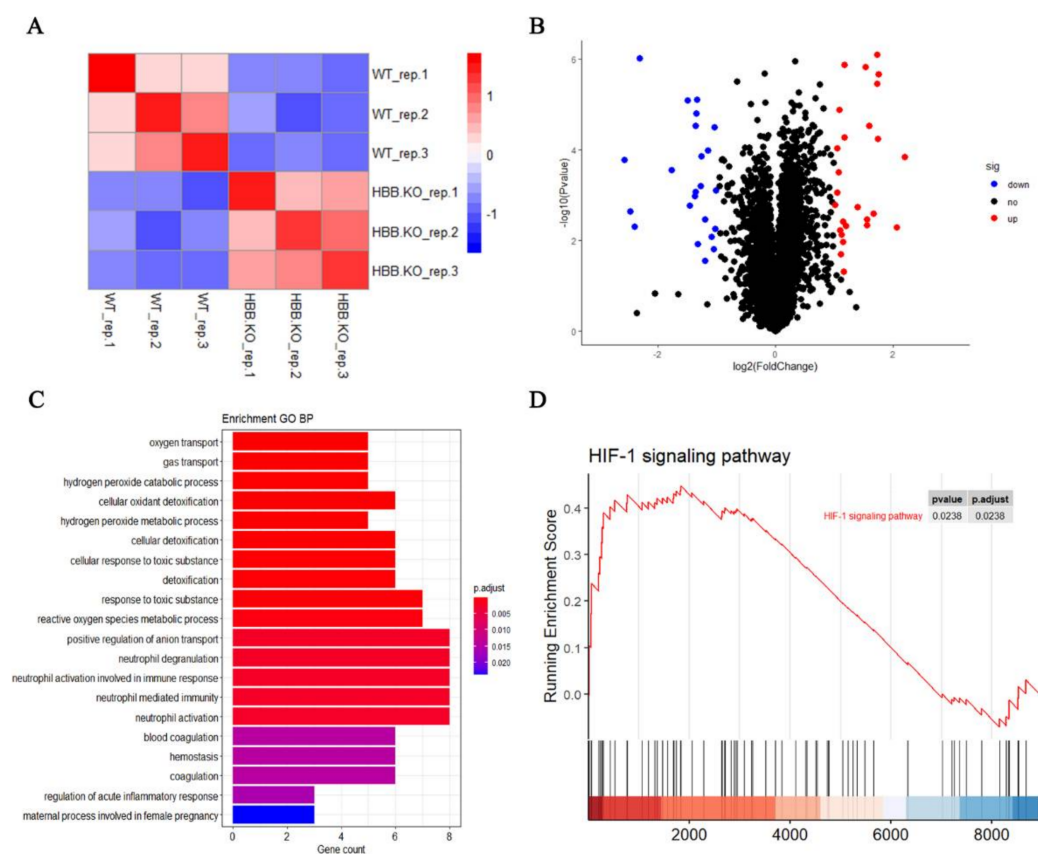 A
WT_rep.1
WT_rep.2
WT_rep.3
HBB.KO_rep.1
HBB.KO_rep.2
HBB.KO_rep.3
1
0
-1
WT_rep.1
WT_rep.2
WT_rep.3
HBB.KO_rep.1
HBB.KO_rep.2
HBB.KO_rep.3
B
6
4
2
0
-log10(Pvalue)
-2
0
2
log2(FoldChange)
sig
down
no
up
C
Enrichment GO BP
oxygen transport
gas transport
hydrogen peroxide catabolic process
cellular oxidant detoxification
hydrogen peroxide metabolic process
cellular detoxification
cellular response to toxic substance
detoxification
response to toxic substance
reactive oxygen species metabolic process
positive regulation of anion transport
neutrophil degranulation
neutrophil activation involved in immune response
neutrophil mediated immunity
neutrophil activation
blood coagulation
hemostasis
coagulation
regulation of acute inflammatory response
maternal process involved in female pregnancy
0
2
4
6
8
Gene count
p.adjust
0.005
0.010
0.015
0.020
D
HIF-1 signaling pathway
pvalue p.adjust
HIF-1 signaling pathway 0.0238 0.0238
0.4
0.3
0.2
0.1
0.0
Running Enrichment Score
2000
4000
6000
8000